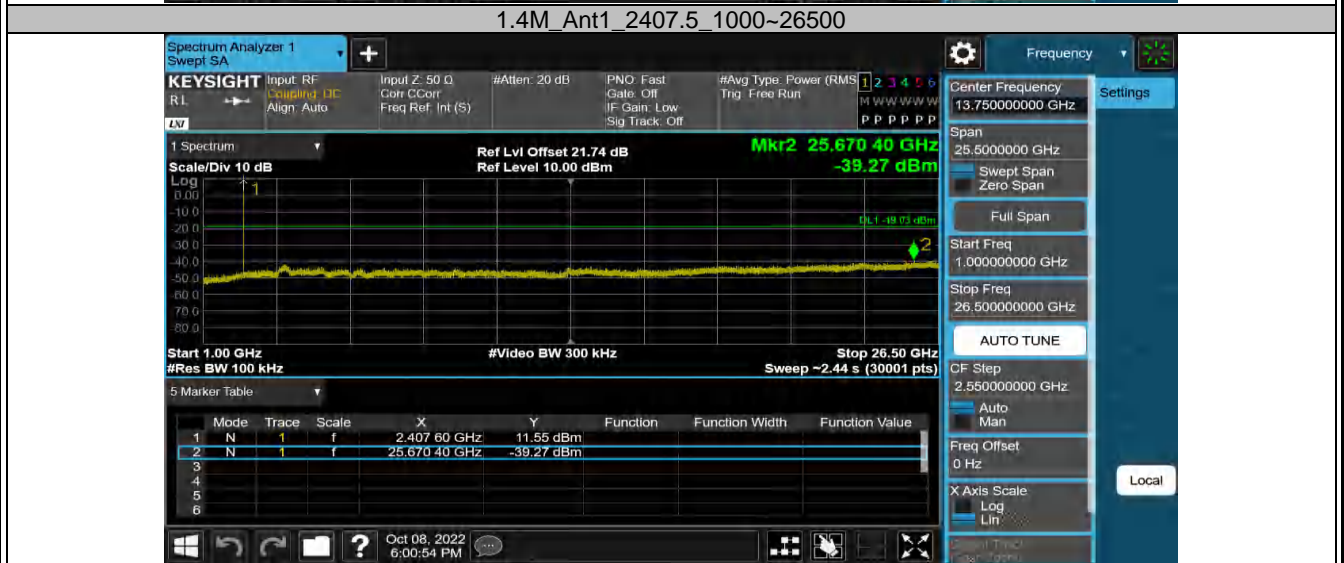 1.4M_Ant1_2407.5_1000~26500
Spectrum Analyzer 1
Swept SA
KEYSIGHT
RL
LXI
Input: RF
Coupling: DC
Align: Auto
Input Z: 50 Ω
Corr CCorr
Freq Ref: Int (S)
#Atten: 20 dB
PNO: Fast
Gate: Off
IF Gain: Low
Sig Track: Off
#Avg Type: Power (RMS
Trig: Free Run
1 2 3 4 5 6
M W W W W W
P P P P P P
1 Spectrum
Scale/Div 10 dB
Ref Lvl Offset 21.74 dB
Ref Level 10.00 dBm
Mkr2 25.670 40 GHz
-39.27 dBm
Log
0.00
-10.0
-20.0
-30.0
-40.0
-50.0
-60.0
-70.0
-80.0
1
2
Start 1.00 GHz
#Video BW 300 kHz
Stop 26.50 GHz
#Res BW 100 kHz
Sweep ~2.44 s (30001 pts)
5 Marker Table
Mode Trace Scale X Y Function Function Width Function Value
1 N 1 f 2.407 60 GHz 11.55 dBm
2 N 1 f 25.670 40 GHz -39.27 dBm
3
4
5
6
?
Oct 08, 2022
6:00:54 PM
Frequency
Settings
Center Frequency
13.750000000 GHz
Span
25.5000000 GHz
Swept Span
Zero Span
Full Span
Start Freq
1.000000000 GHz
Stop Freq
26.500000000 GHz
AUTO TUNE
CF Step
2.550000000 GHz
Auto
Man
Freq Offset
0 Hz
X Axis Scale
Log
Lin
Local